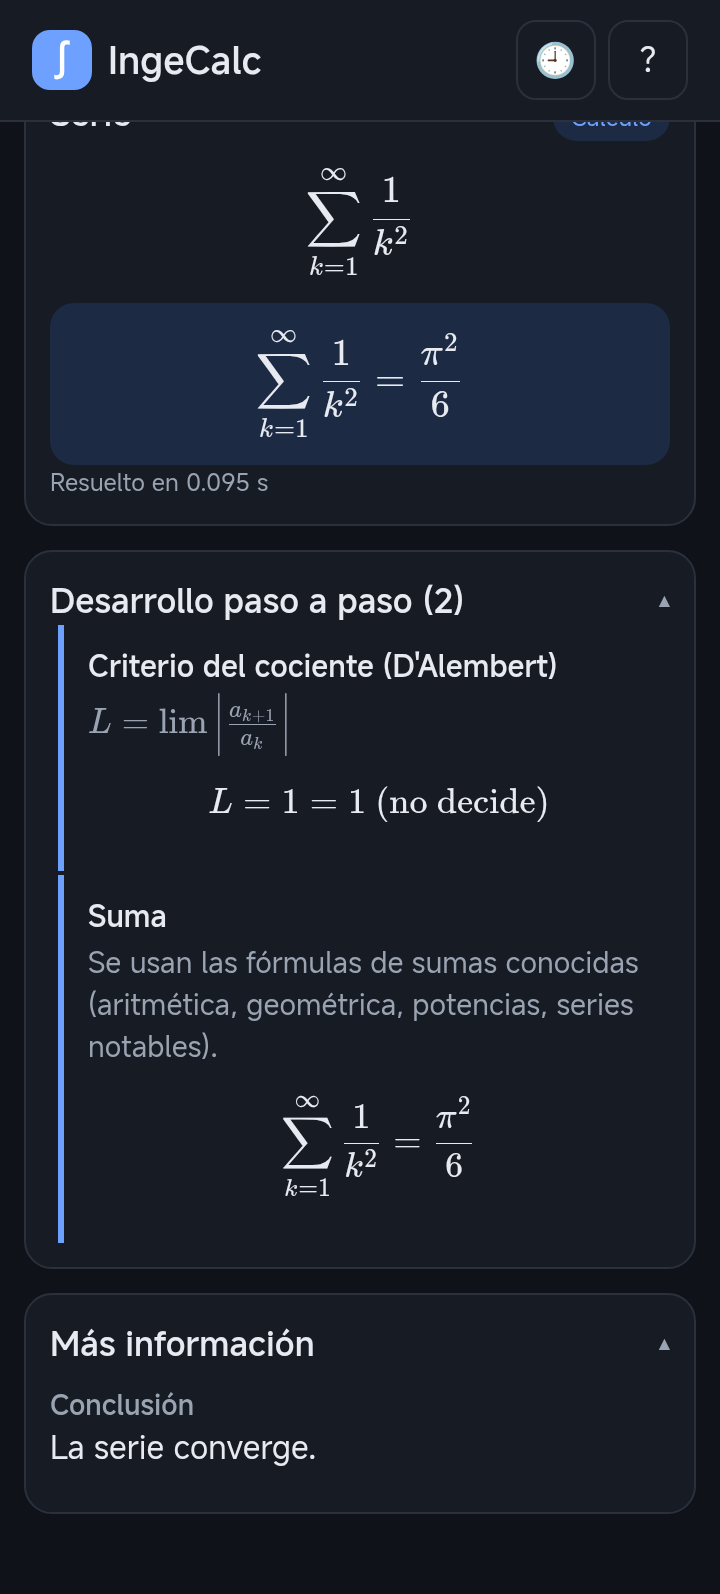 ∫ IngeCalc ?
Serie Cálculo
∑_{k=1}^{∞} 1/k²
∑_{k=1}^{∞} 1/k² = π²/6
Resuelto en 0.095 s
Desarrollo paso a paso (2) ▲
Criterio del cociente (D'Alembert)
L = lim |a_{k+1}/a_k|
L = 1 = 1 (no decide)
Suma
Se usan las fórmulas de sumas conocidas
(aritmética, geométrica, potencias, series
notables).
∑_{k=1}^{∞} 1/k² = π²/6
Más información ▲
Conclusión
La serie converge.